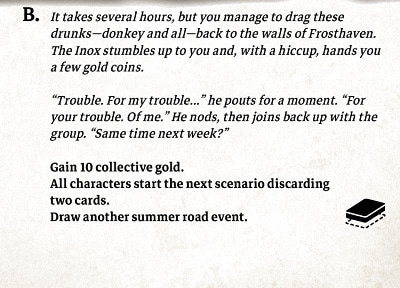 B. It takes several hours, but you manage to drag these
drunks—donkey and all—back to the walls of Frosthaven.
The Inox stumbles up to you and, with a hiccup, hands you
a few gold coins.
“Trouble. For my trouble...” he pouts for a moment. “For
your trouble. Of me.” He nods, then joins back up with the
group. “Same time next week?”
Gain 10 collective gold.
All characters start the next scenario discarding
two cards.
Draw another summer road event.